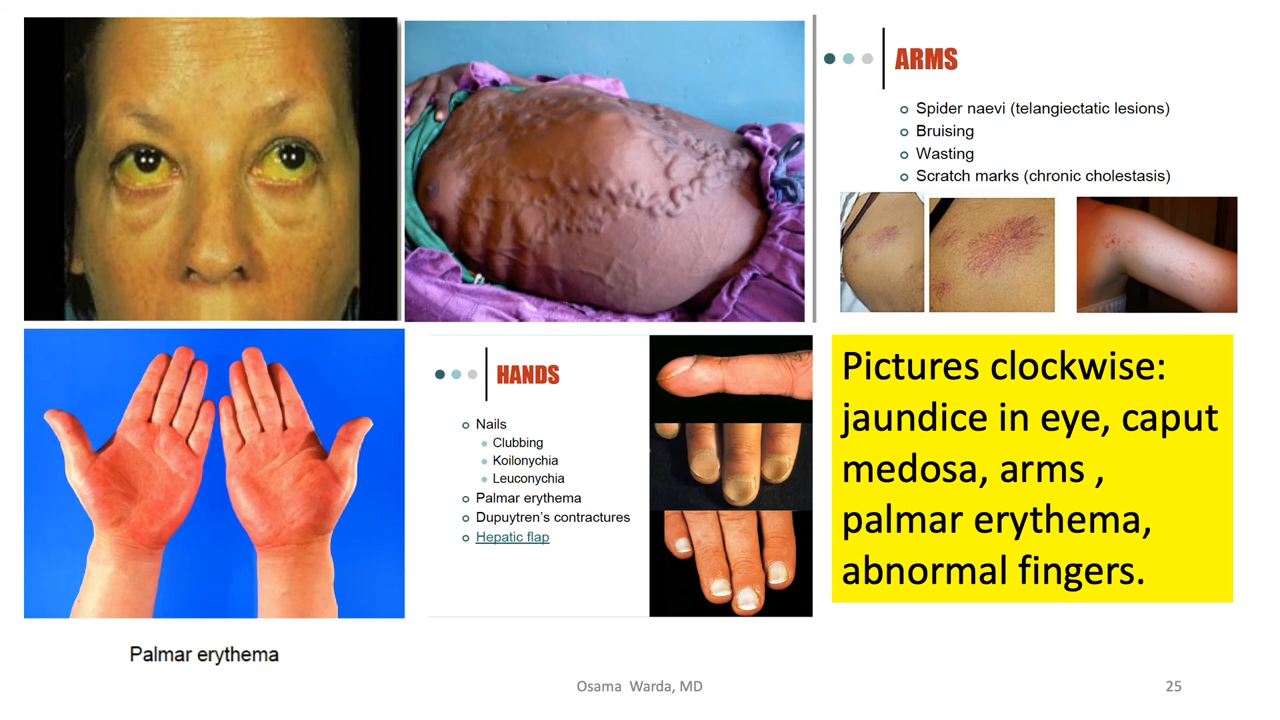 ARMS
Spider naevi (telangiectatic lesions)
Bruising
Wasting
Scratch marks (chronic cholestasis)
HANDS
Nails
Clubbing
Koilonychia
Leuconychia
Palmar erythema
Dupuytren's contractures
Hepatic flap
Pictures clockwise:
jaundice in eye, caput
medosa, arms ,
palmar erythema,
abnormal fingers.
Palmar erythema
Osama Warda, MD
25